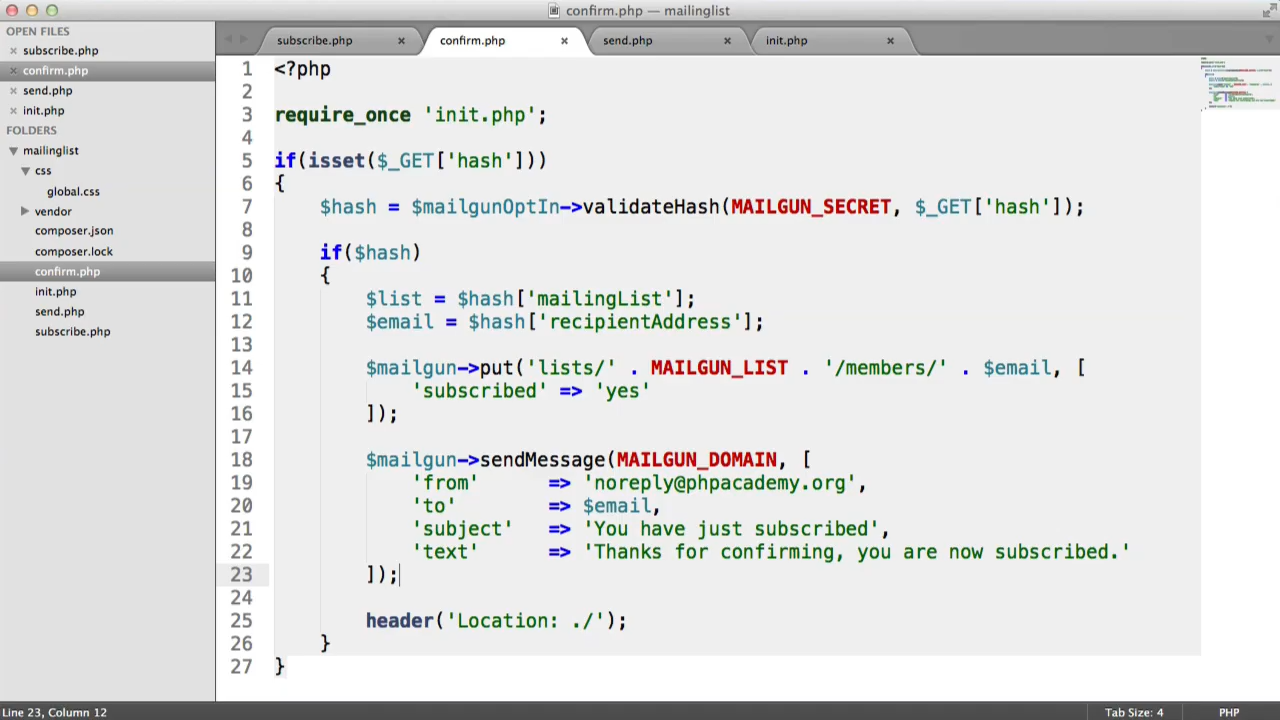 confirm.php — mailinglist
OPEN FILES
subscribe.php
confirm.php
send.php
init.php
FOLDERS
mailinglist
css
global.css
vendor
composer.json
composer.lock
confirm.php
init.php
send.php
subscribe.php
subscribe.php confirm.php send.php init.php
1 <?php
2
3 require_once 'init.php';
4
5 if(isset($_GET['hash']))
6 {
7     $hash = $mailgunOptIn->validateHash(MAILGUN_SECRET, $_GET['hash']);
8
9     if($hash)
10     {
11         $list = $hash['mailingList'];
12         $email = $hash['recipientAddress'];
13
14         $mailgun->put('lists/' . MAILGUN_LIST . '/members/' . $email, [
15             'subscribed' => 'yes'
16         ]);
17
18         $mailgun->sendMessage(MAILGUN_DOMAIN, [
19             'from'      => 'noreply@phpacademy.org',
20             'to'        => $email,
21             'subject'   => 'You have just subscribed',
22             'text'      => 'Thanks for confirming, you are now subscribed.'
23         ]);
24
25         header('Location: ./');
26     }
27 }
Line 23, Column 12
Tab Size: 4
PHP